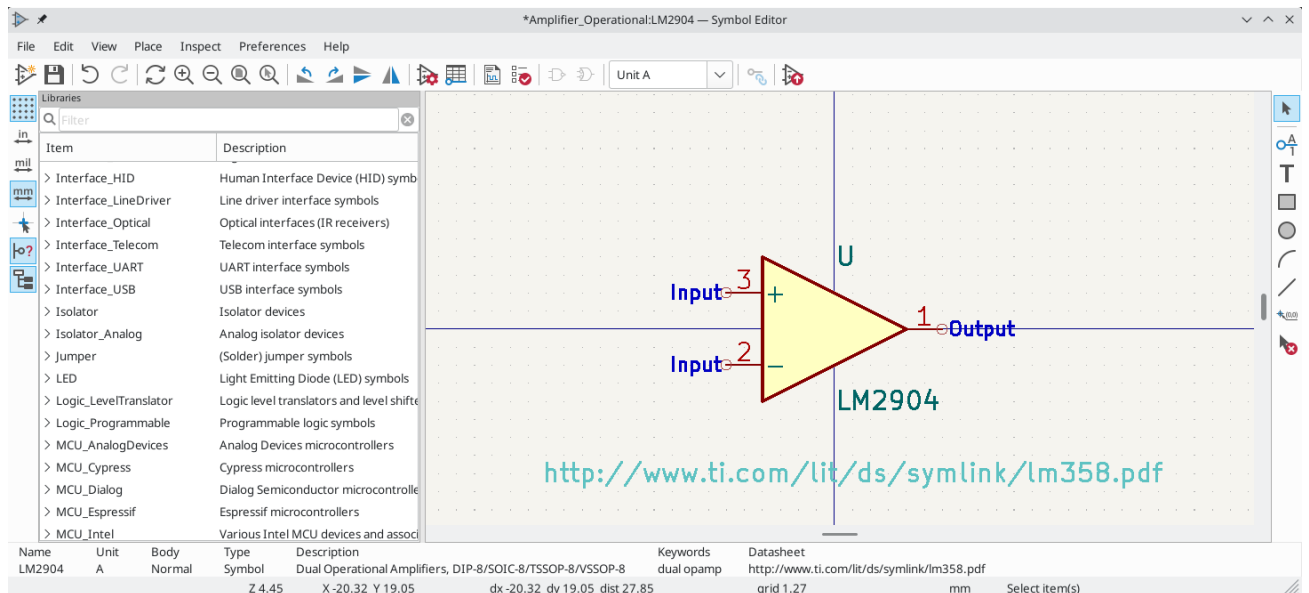 *Amplifier_Operational:LM2904 — Symbol Editor
File Edit View Place Inspect Preferences Help
Unit A
Libraries
Filter
Item Description
Interface_HID Human Interface Device (HID) symb
Interface_LineDriver Line driver interface symbols
Interface_Optical Optical interfaces (IR receivers)
Interface_Telecom Telecom interface symbols
Interface_UART UART interface symbols
Interface_USB USB interface symbols
Isolator Isolator devices
Isolator_Analog Analog isolator devices
Jumper (Solder) jumper symbols
LED Light Emitting Diode (LED) symbols
Logic_LevelTranslator Logic level translators and level shifte
Logic_Programmable Programmable logic symbols
MCU_AnalogDevices Analog Devices microcontrollers
MCU_Cypress Cypress microcontrollers
MCU_Dialog Dialog Semiconductor microcontrolle
MCU_Espressif Espressif microcontrollers
MCU_Intel Various Intel MCU devices and associ
in
mil
mm
U
Input 3 +
1 Output
Input 2 −
LM2904
http://www.ti.com/lit/ds/symlink/lm358.pdf
A
1
T
(0,0)
Name Unit Body Type Description Keywords Datasheet
LM2904 A Normal Symbol Dual Operational Amplifiers, DIP-8/SOIC-8/TSSOP-8/VSSOP-8 dual opamp http://www.ti.com/lit/ds/symlink/lm358.pdf
Z 4.45 X -20.32 Y 19.05 dx -20.32 dy 19.05 dist 27.85 grid 1.27 mm Select item(s)